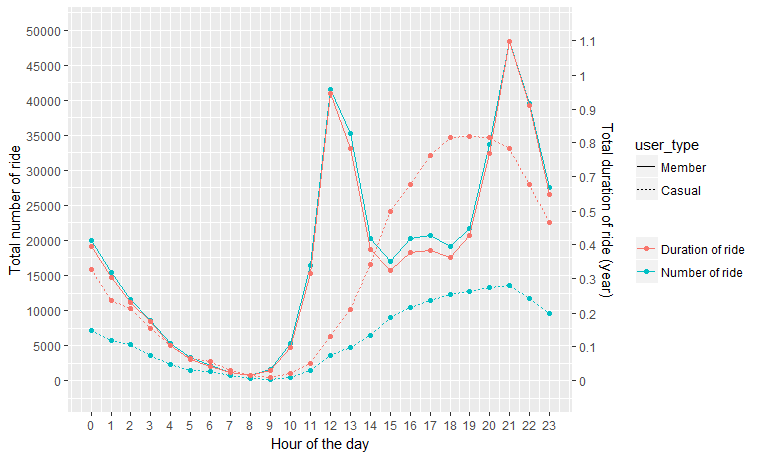 50000
45000
40000
35000
30000
25000
20000
15000
10000
5000
0
Total number of ride
0 1 2 3 4 5 6 7 8 9 10 11 12 13 14 15 16 17 18 19 20 21 22 23
Hour of the day
1.1
1
0.9
0.8
0.7
0.6
0.5
0.4
0.3
0.2
0.1
0
Total duration of ride (year)
user_type
Member
Casual
Duration of ride
Number of ride